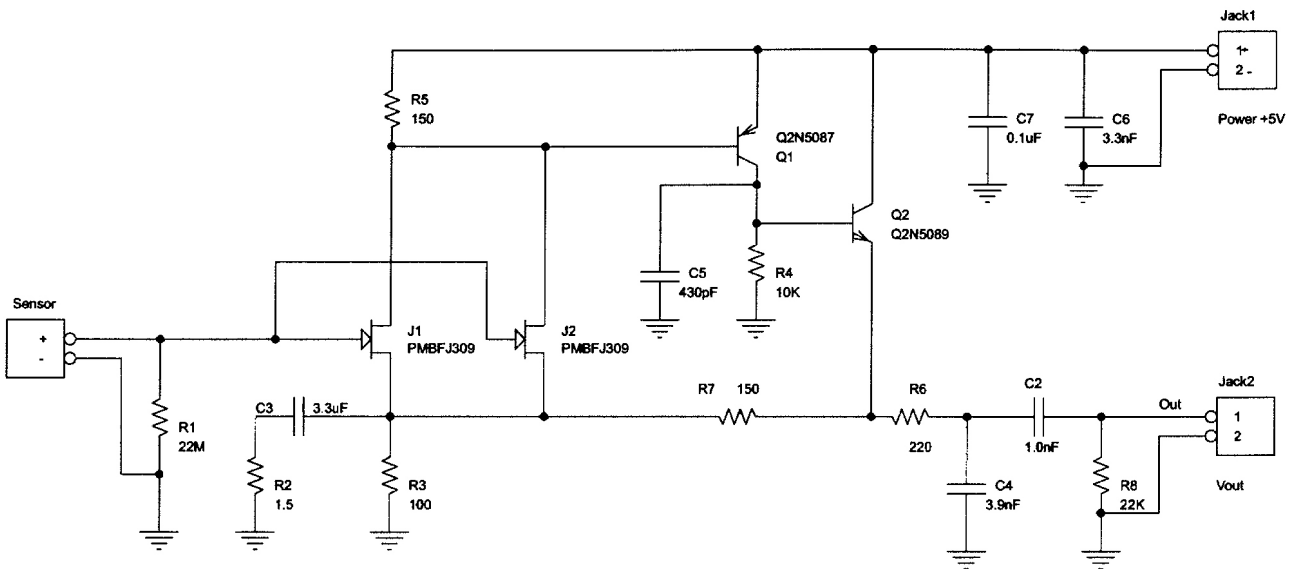 Jack1
1+
2 -
Power +5V
R5
150
Q2N5087
Q1
C7
0.1uF
C6
3.3nF
Q2
Q2N5089
C5
430pF
R4
10K
Sensor
+
-
J1
PMBFJ309
J2
PMBFJ309
R1
22M
C3
3.3uF
R2
1.5
R3
100
R7
150
R6
220
C2
1.0nF
C4
3.9nF
Out
R8
22K
Jack2
1
2
Vout